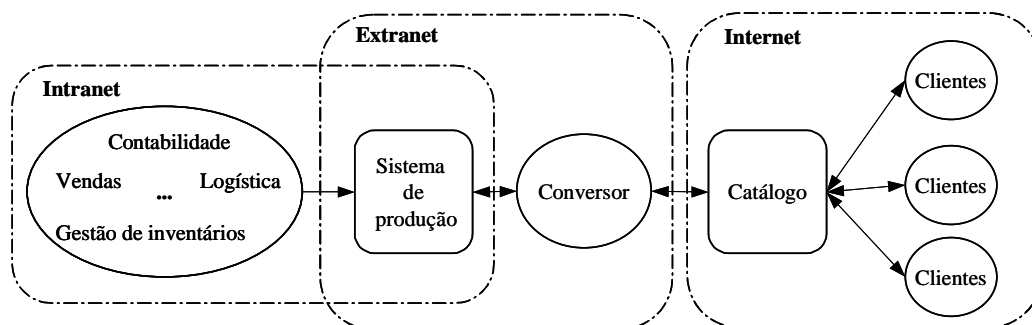 Intranet
Contabilidade
Vendas ... Logística
Gestão de inventários
Extranet
Sistema
de
produção
Conversor
Internet
Catálogo
Clientes
Clientes
Clientes